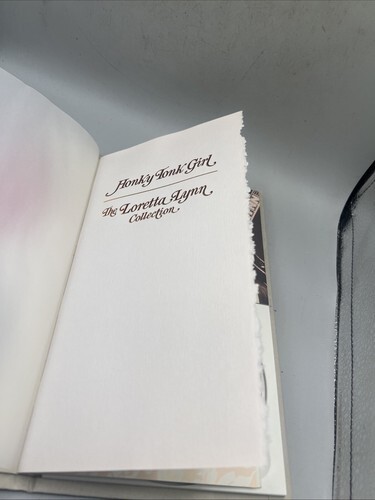 Honky Tonk Girl
The Loretta Lynn
Collection